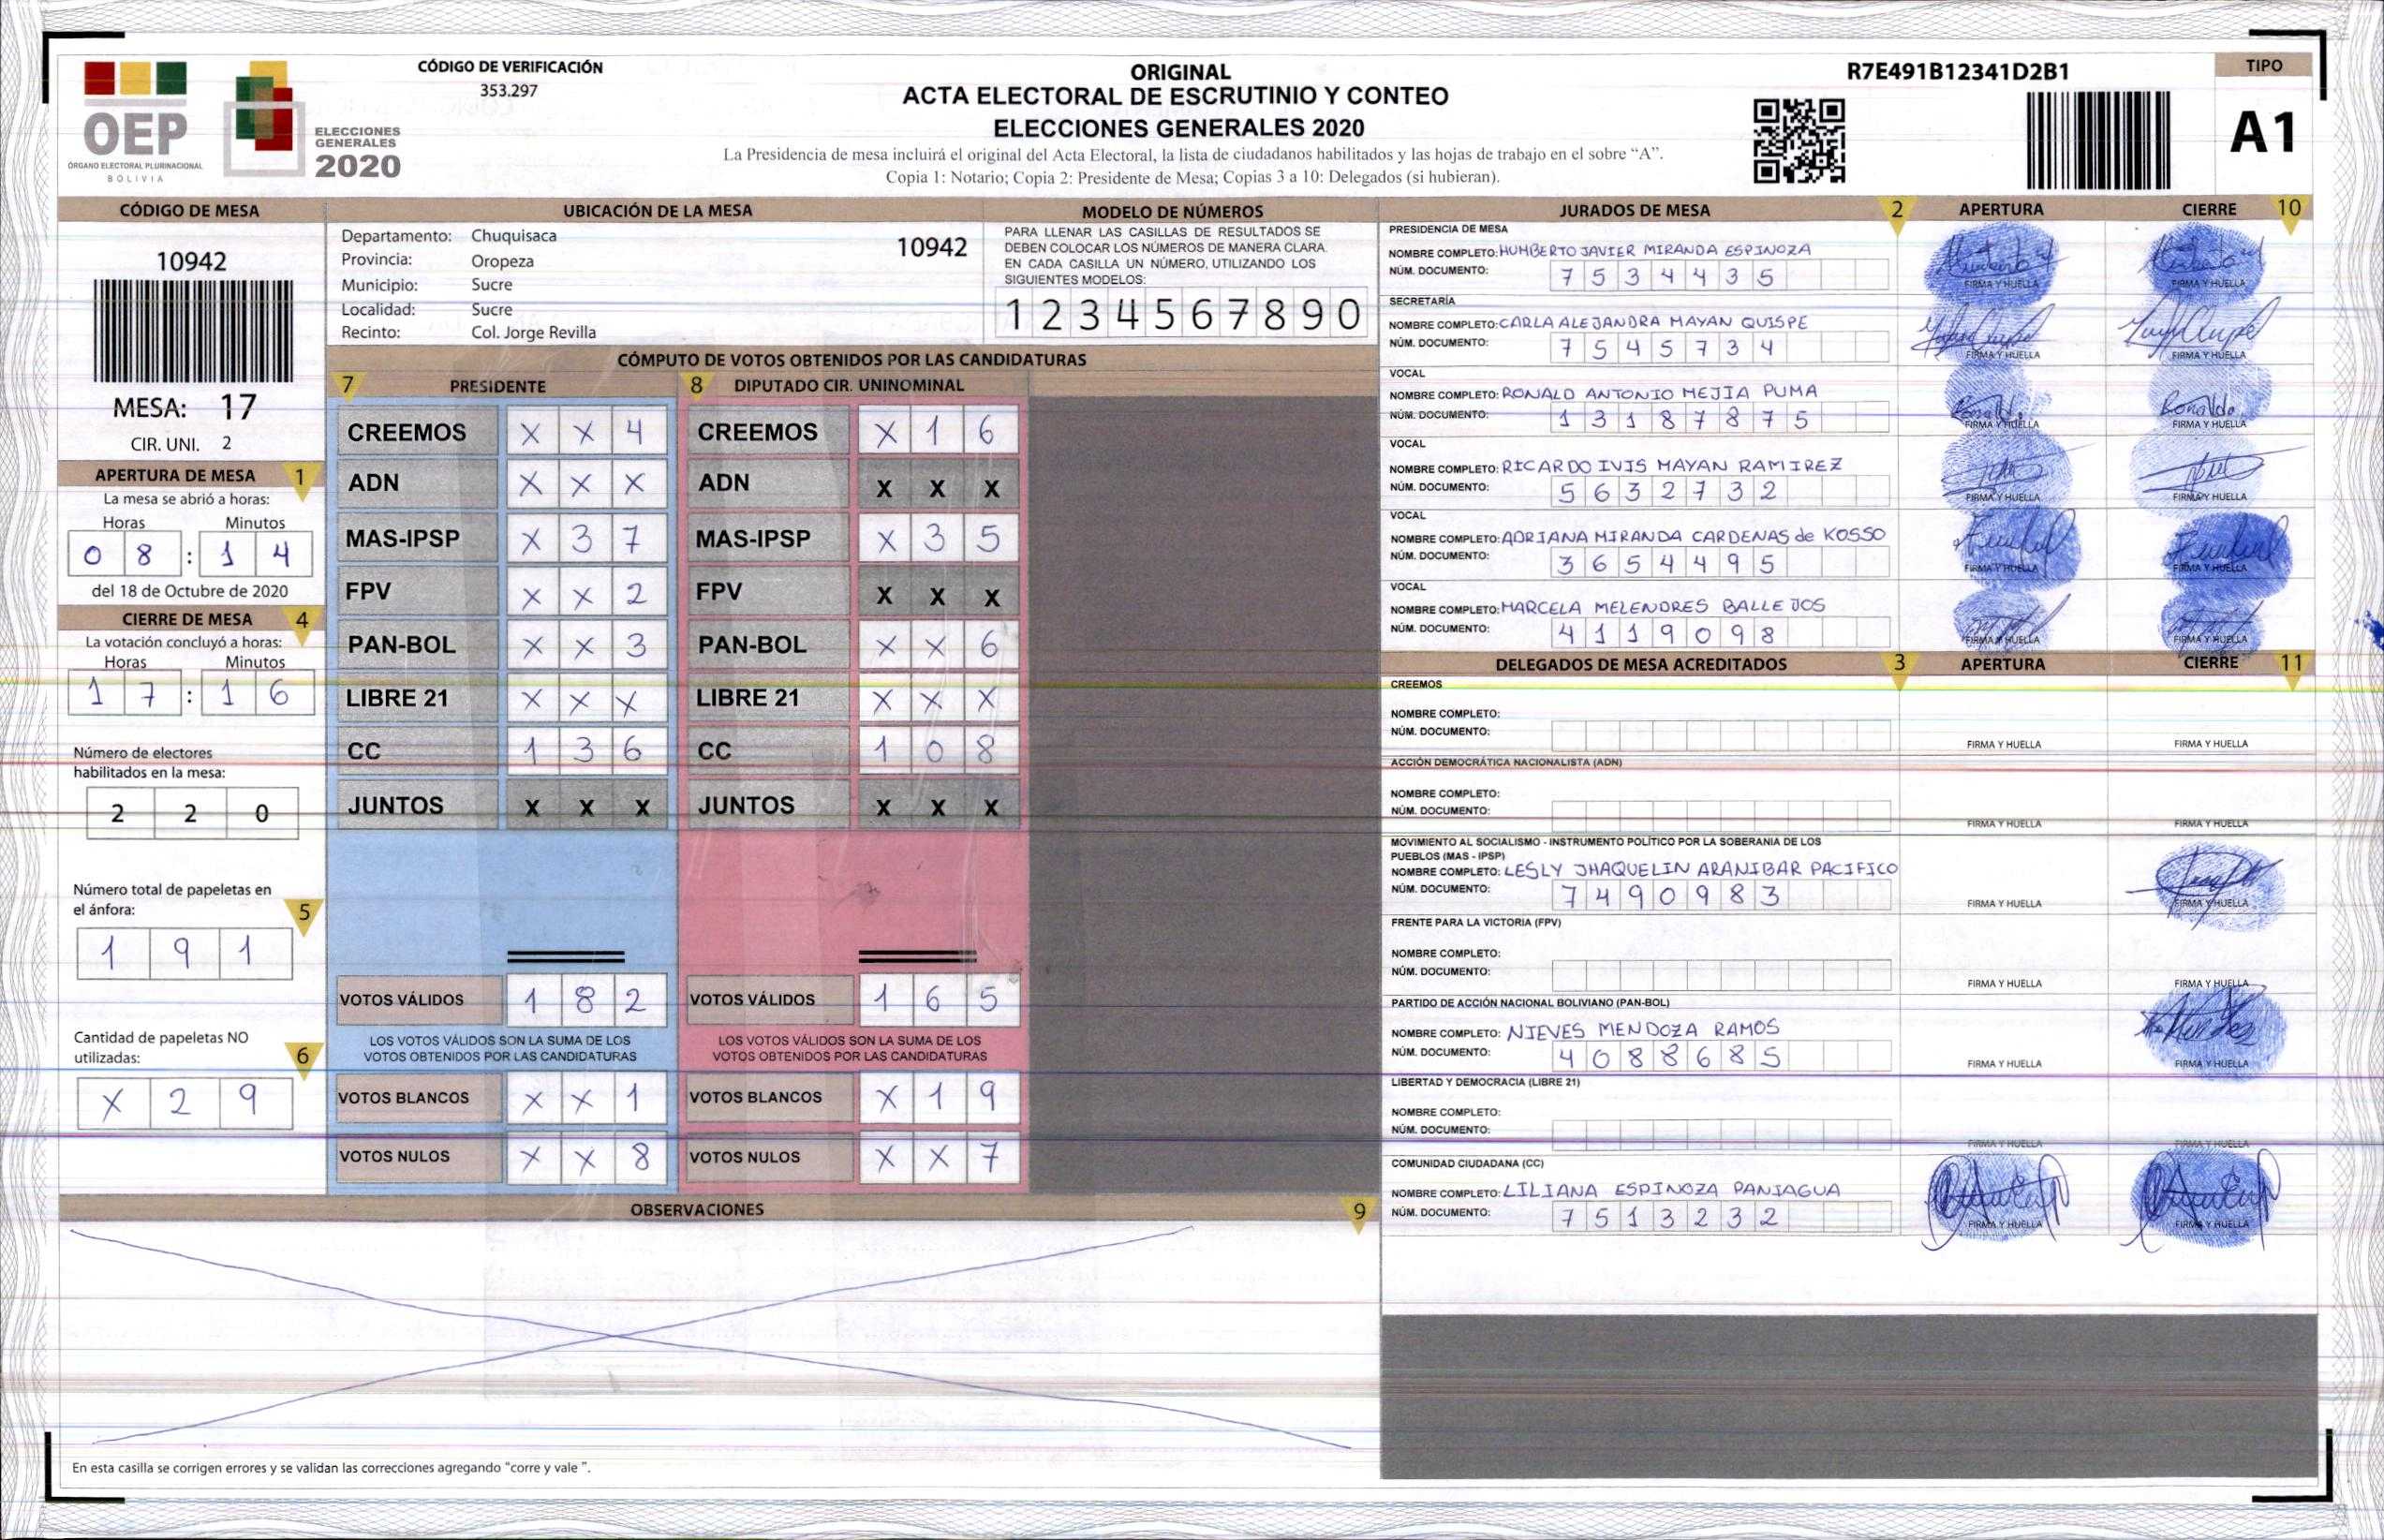 CÓDIGO DE VERIFICACIÓN
353.297
OEP
ÓRGANO ELECTORAL PLURINACIONAL
BOLIVIA
ELECCIONES
GENERALES
2020
ORIGINAL
ACTA ELECTORAL DE ESCRUTINIO Y CONTEO
ELECCIONES GENERALES 2020
La Presidencia de mesa incluirá el original del Acta Electoral, la lista de ciudadanos habilitados y las hojas de trabajo en el sobre “A”.
Copia 1: Notario; Copia 2: Presidente de Mesa; Copias 3 a 10: Delegados (si hubieran).
R7E491B12341D2B1
TIPO
A1
CÓDIGO DE MESA
10942
MESA: 17
CIR. UNI. 2
APERTURA DE MESA 1
La mesa se abrió a horas:
Horas Minutos
0 8 : 1 4
del 18 de Octubre de 2020
CIERRE DE MESA 4
La votación concluyó a horas:
Horas Minutos
1 7 : 1 6
Número de electores
habilitados en la mesa:
2 2 0
Número total de papeletas en
el ánfora: 5
1 9 1
Cantidad de papeletas NO
utilizadas: 6
X 2 9
UBICACIÓN DE LA MESA
Departamento: Chuquisaca 10942
Provincia: Oropeza
Municipio: Sucre
Localidad: Sucre
Recinto: Col. Jorge Revilla
MODELO DE NÚMEROS
PARA LLENAR LAS CASILLAS DE RESULTADOS SE
DEBEN COLOCAR LOS NÚMEROS DE MANERA CLARA.
EN CADA CASILLA UN NÚMERO, UTILIZANDO LOS
SIGUIENTES MODELOS:
1 2 3 4 5 6 7 8 9 0
CÓMPUTO DE VOTOS OBTENIDOS POR LAS CANDIDATURAS
7 PRESIDENTE 8 DIPUTADO CIR. UNINOMINAL
CREEMOS X X 4 CREEMOS X 1 6
ADN X X X ADN X X X
MAS-IPSP X 3 7 MAS-IPSP X 3 5
FPV X X 2 FPV X X X
PAN-BOL X X 3 PAN-BOL X X 6
LIBRE 21 X X X LIBRE 21 X X X
CC 1 3 6 CC 1 0 8
JUNTOS X X X JUNTOS X X X
VOTOS VÁLIDOS 1 8 2 VOTOS VÁLIDOS 1 6 5
LOS VOTOS VÁLIDOS SON LA SUMA DE LOS LOS VOTOS VÁLIDOS SON LA SUMA DE LOS
VOTOS OBTENIDOS POR LAS CANDIDATURAS VOTOS OBTENIDOS POR LAS CANDIDATURAS
VOTOS BLANCOS X X 1 VOTOS BLANCOS X 1 9
VOTOS NULOS X X 8 VOTOS NULOS X X 7
OBSERVACIONES 9
En esta casilla se corrigen errores y se validan las correcciones agregando “corre y vale ”.
JURADOS DE MESA 2 APERTURA CIERRE 10
PRESIDENCIA DE MESA
NOMBRE COMPLETO: HUMBERTO JAVIER MIRANDA ESPINOZA
NÚM. DOCUMENTO: 7 5 3 4 4 3 5 FIRMA Y HUELLA FIRMA Y HUELLA
SECRETARÍA
NOMBRE COMPLETO: CARLA ALEJANDRA MAYAN QUISPE
NÚM. DOCUMENTO: 7 5 4 5 7 3 4 FIRMA Y HUELLA FIRMA Y HUELLA
VOCAL
NOMBRE COMPLETO: RONALD ANTONIO MEJIA PUMA
NÚM. DOCUMENTO: 1 3 1 8 7 8 7 5 Ronald. FIRMA Y HUELLA Ronaldo. FIRMA Y HUELLA
VOCAL
NOMBRE COMPLETO: RICARDO IVIS MAYAN RAMIREZ
NÚM. DOCUMENTO: 5 6 3 2 7 3 2 FIRMA Y HUELLA FIRMA Y HUELLA
VOCAL
NOMBRE COMPLETO: ADRIANA MIRANDA CARDENAS de KOSSO
NÚM. DOCUMENTO: 3 6 5 4 4 9 5 FIRMA Y HUELLA FIRMA Y HUELLA
VOCAL
NOMBRE COMPLETO: MARCELA MELENDRES BALLEJOS
NÚM. DOCUMENTO: 4 1 1 9 0 9 8 FIRMA Y HUELLA FIRMA Y HUELLA
DELEGADOS DE MESA ACREDITADOS 3 APERTURA CIERRE 11
CREEMOS
NOMBRE COMPLETO:
NÚM. DOCUMENTO: FIRMA Y HUELLA FIRMA Y HUELLA
ACCIÓN DEMOCRÁTICA NACIONALISTA (ADN)
NOMBRE COMPLETO:
NÚM. DOCUMENTO: FIRMA Y HUELLA FIRMA Y HUELLA
MOVIMIENTO AL SOCIALISMO - INSTRUMENTO POLÍTICO POR LA SOBERANIA DE LOS
PUEBLOS (MAS - IPSP)
NOMBRE COMPLETO: LESLY JHAQUELIN ARANIBAR PACIFICO
NÚM. DOCUMENTO: 7 4 9 0 9 8 3 FIRMA Y HUELLA FIRMA Y HUELLA
FRENTE PARA LA VICTORIA (FPV)
NOMBRE COMPLETO:
NÚM. DOCUMENTO: FIRMA Y HUELLA FIRMA Y HUELLA
PARTIDO DE ACCIÓN NACIONAL BOLIVIANO (PAN-BOL)
NOMBRE COMPLETO: NIEVES MENDOZA RAMOS
NÚM. DOCUMENTO: 4 0 8 8 6 8 5 FIRMA Y HUELLA FIRMA Y HUELLA
LIBERTAD Y DEMOCRACIA (LIBRE 21)
NOMBRE COMPLETO:
NÚM. DOCUMENTO: FIRMA Y HUELLA FIRMA Y HUELLA
COMUNIDAD CIUDADANA (CC)
NOMBRE COMPLETO: LILIANA ESPINOZA PANIAGUA
NÚM. DOCUMENTO: 7 5 1 3 2 3 2 FIRMA Y HUELLA FIRMA Y HUELLA